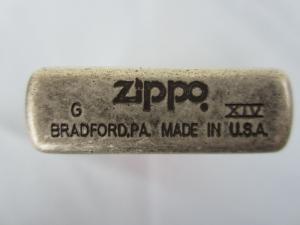 G zippo XIV
BRADFORD,PA. MADE IN U.S.A.